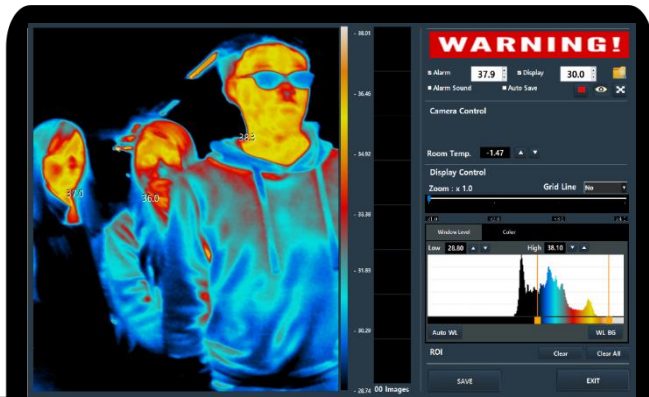 WARNING!
Alarm 37.9 Display 30.0
Alarm Sound Auto Save
Camera Control
Room Temp. -1.47
Display Control
Zoom : x 1.0 Grid Line No
Window Level Color
Low 28.80 High 38.10
Auto WL WL BG
ROI Clear Clear All
SAVE EXIT
38.01
36.46
34.92
33.38
31.83
30.29
28.74 00 Images
38.3
37.0
36.0